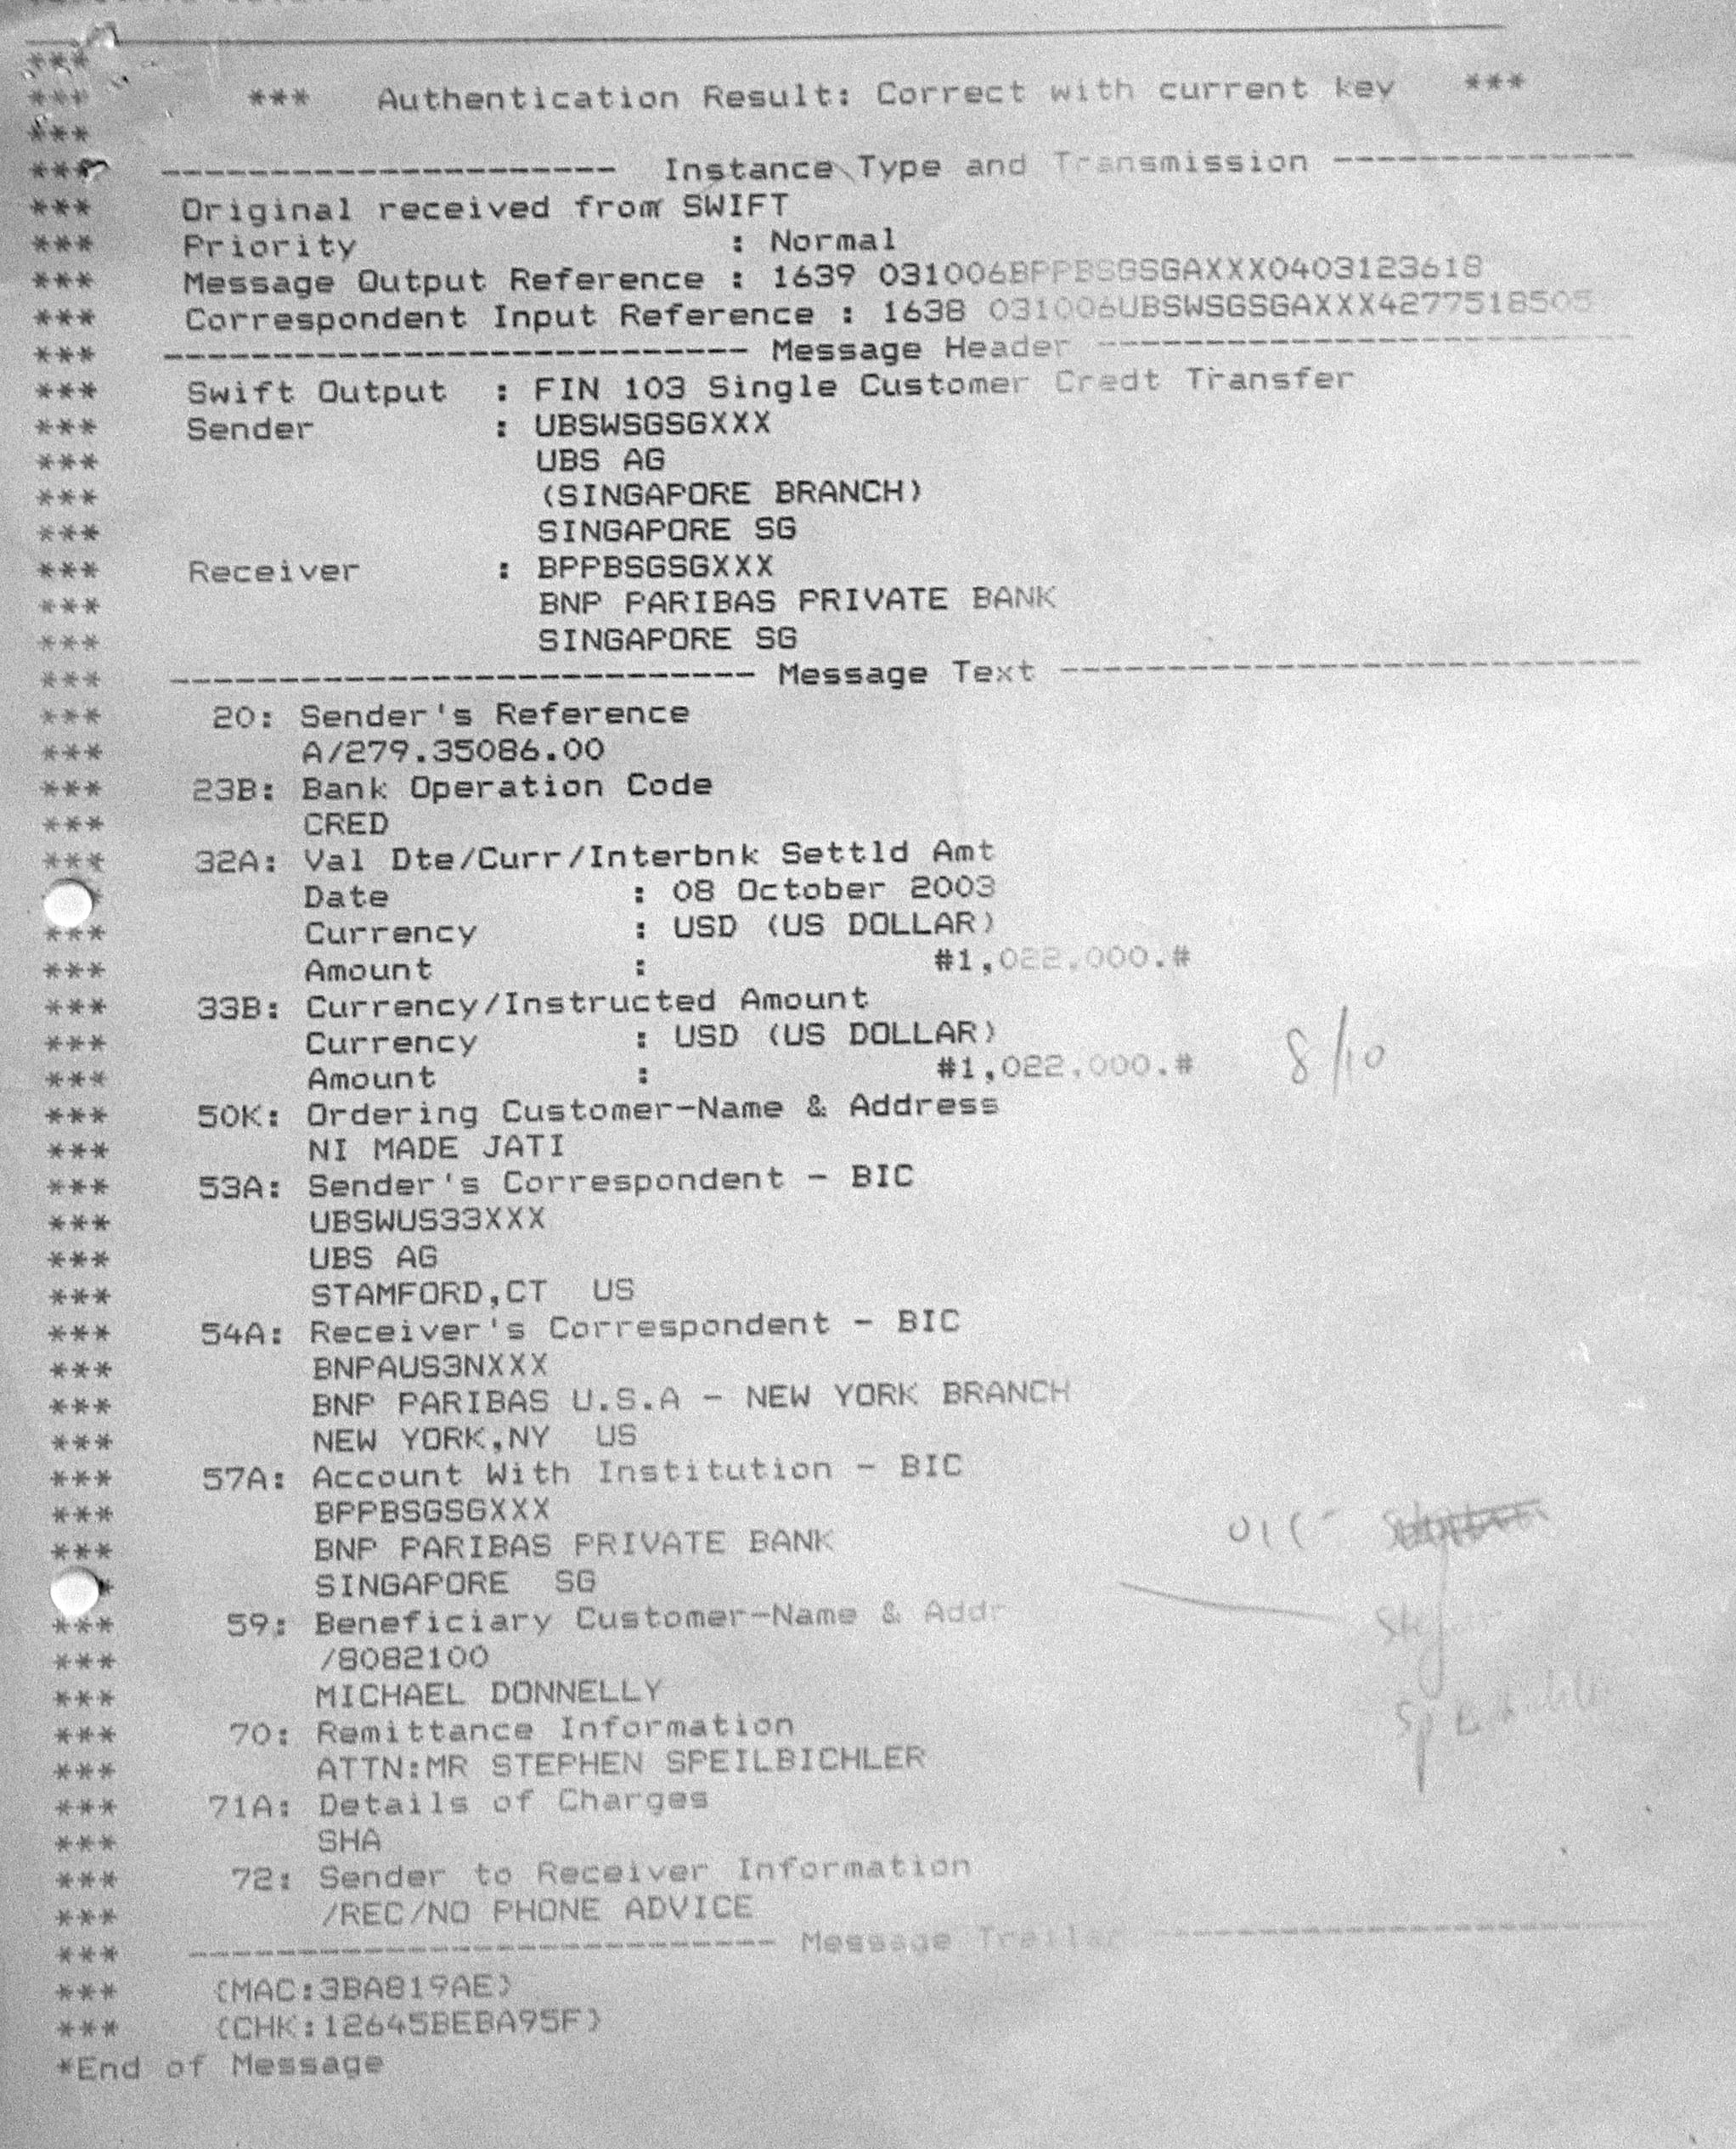 ***
*** *** Authentication Result: Correct with current key ***
***
*** -------------------- Instance Type and Transmission --------------
*** Original received from SWIFT
*** Priority : Normal
*** Message Output Reference : 1639 031006BPPBSGSGAXXX0403123618
*** Correspondent Input Reference : 1638 031006UBSWSGSGAXXX4277518505
*** --------------------------- Message Header -------------------------
*** Swift Output : FIN 103 Single Customer Credt Transfer
*** Sender : UBSWSGSGXXX
*** UBS AG
*** (SINGAPORE BRANCH)
*** SINGAPORE SG
*** Receiver : BPPBSGSGXXX
*** BNP PARIBAS PRIVATE BANK
*** SINGAPORE SG
*** --------------------------- Message Text ---------------------------
*** 20: Sender's Reference
*** A/279.35086.00
*** 23B: Bank Operation Code
*** CRED
*** 32A: Val Dte/Curr/Interbnk Settld Amt
Date : 08 October 2003
*** Currency : USD (US DOLLAR)
*** Amount : #1,022,000.#
*** 33B: Currency/Instructed Amount
*** Currency : USD (US DOLLAR)
*** Amount : #1,022,000.#
8/10
*** 50K: Ordering Customer-Name & Address
*** NI MADE JATI
*** 53A: Sender's Correspondent - BIC
*** UBSWUS33XXX
*** UBS AG
*** STAMFORD,CT US
*** 54A: Receiver's Correspondent - BIC
*** BNPAUS3NXXX
*** BNP PARIBAS U.S.A - NEW YORK BRANCH
*** NEW YORK,NY US
*** 57A: Account With Institution - BIC
*** BPPBSGSGXXX
*** BNP PARIBAS PRIVATE BANK
SINGAPORE SG
*** 59: Beneficiary Customer-Name & Addr
*** /8082100
*** MICHAEL DONNELLY
*** 70: Remittance Information
*** ATTN:MR STEPHEN SPEILBICHLER
*** 71A: Details of Charges
*** SHA
*** 72: Sender to Receiver Information
*** /REC/NO PHONE ADVICE
*** --------------------------- Message Trailer ------------------------
*** {MAC:3BA819AE}
*** {CHK:12645BEBA95F}
*End of Message